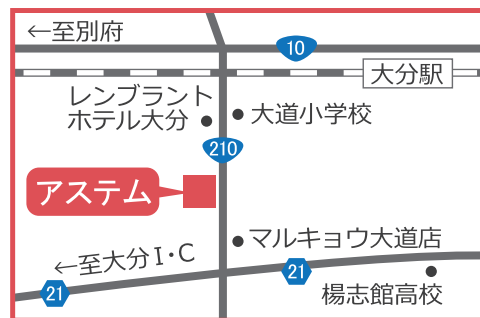 ←至別府
10
大分駅
レンブラント
ホテル大分
大道小学校
210
アステム
マルキョウ大道店
←至大分I・C
21
21
楊志館高校